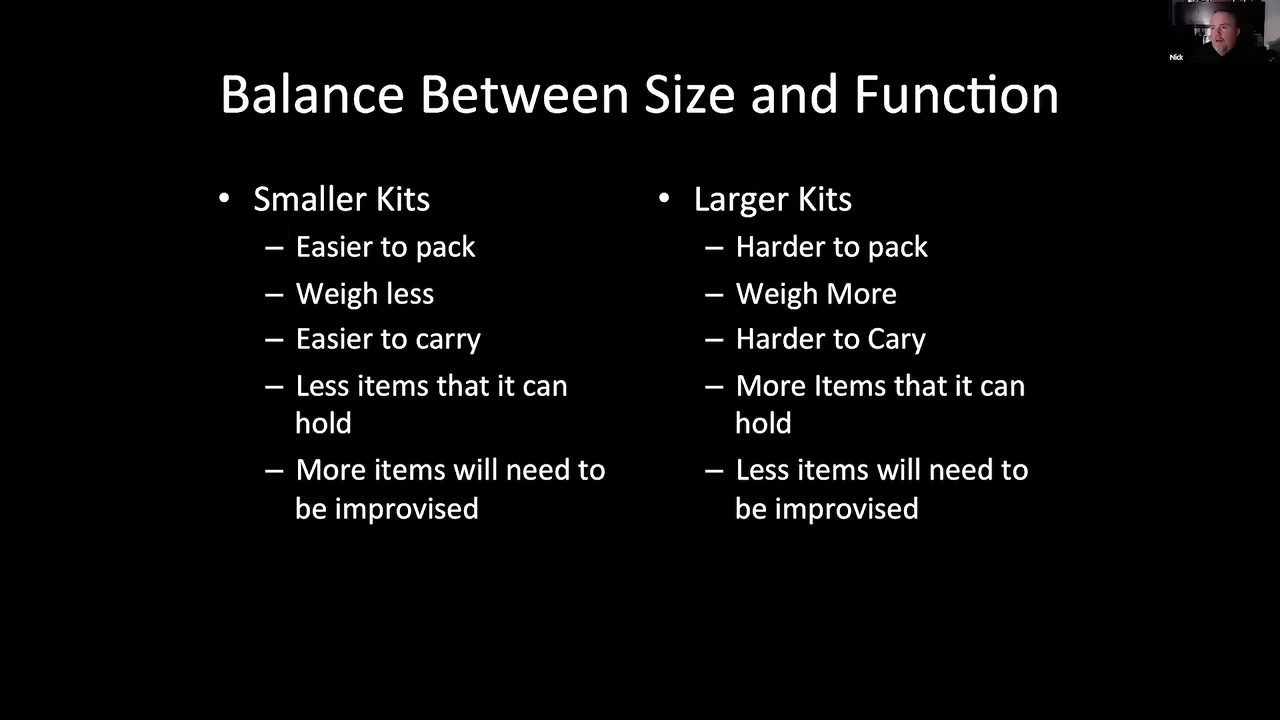 Nick
Balance Between Size and Function
• Smaller Kits
– Easier to pack
– Weigh less
– Easier to carry
– Less items that it can
hold
– More items will need to
be improvised
• Larger Kits
– Harder to pack
– Weigh More
– Harder to Cary
– More Items that it can
hold
– Less items will need to
be improvised